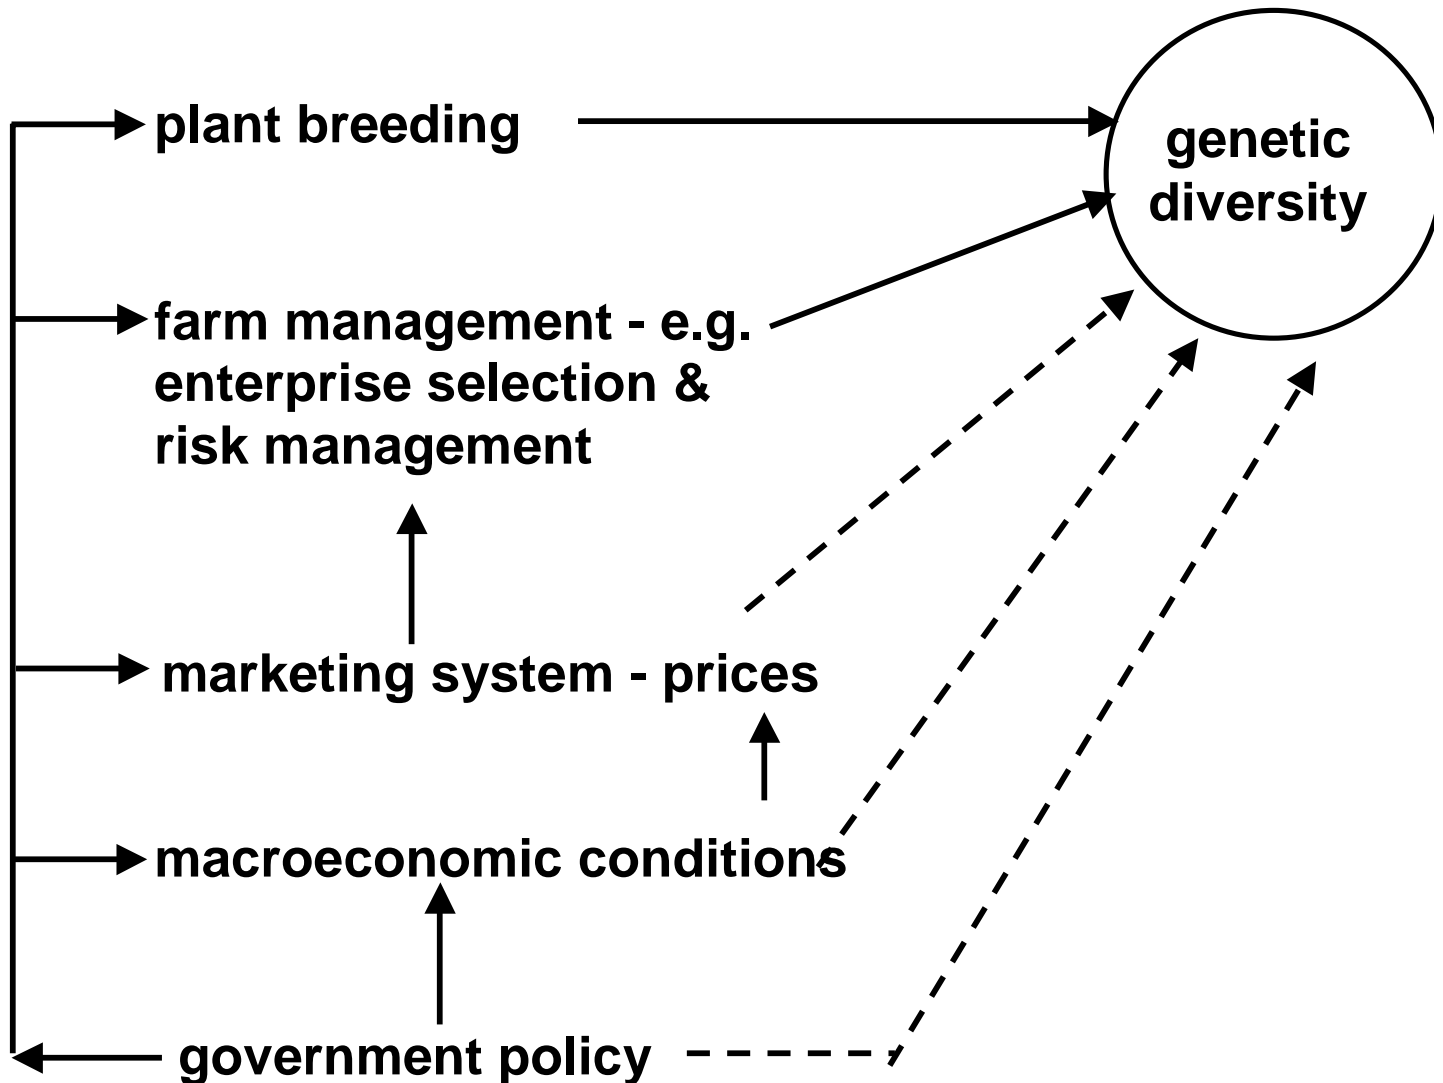 plant breeding
genetic
diversity
farm management - e.g.
enterprise selection &
risk management
marketing system - prices
macroeconomic conditions
government policy